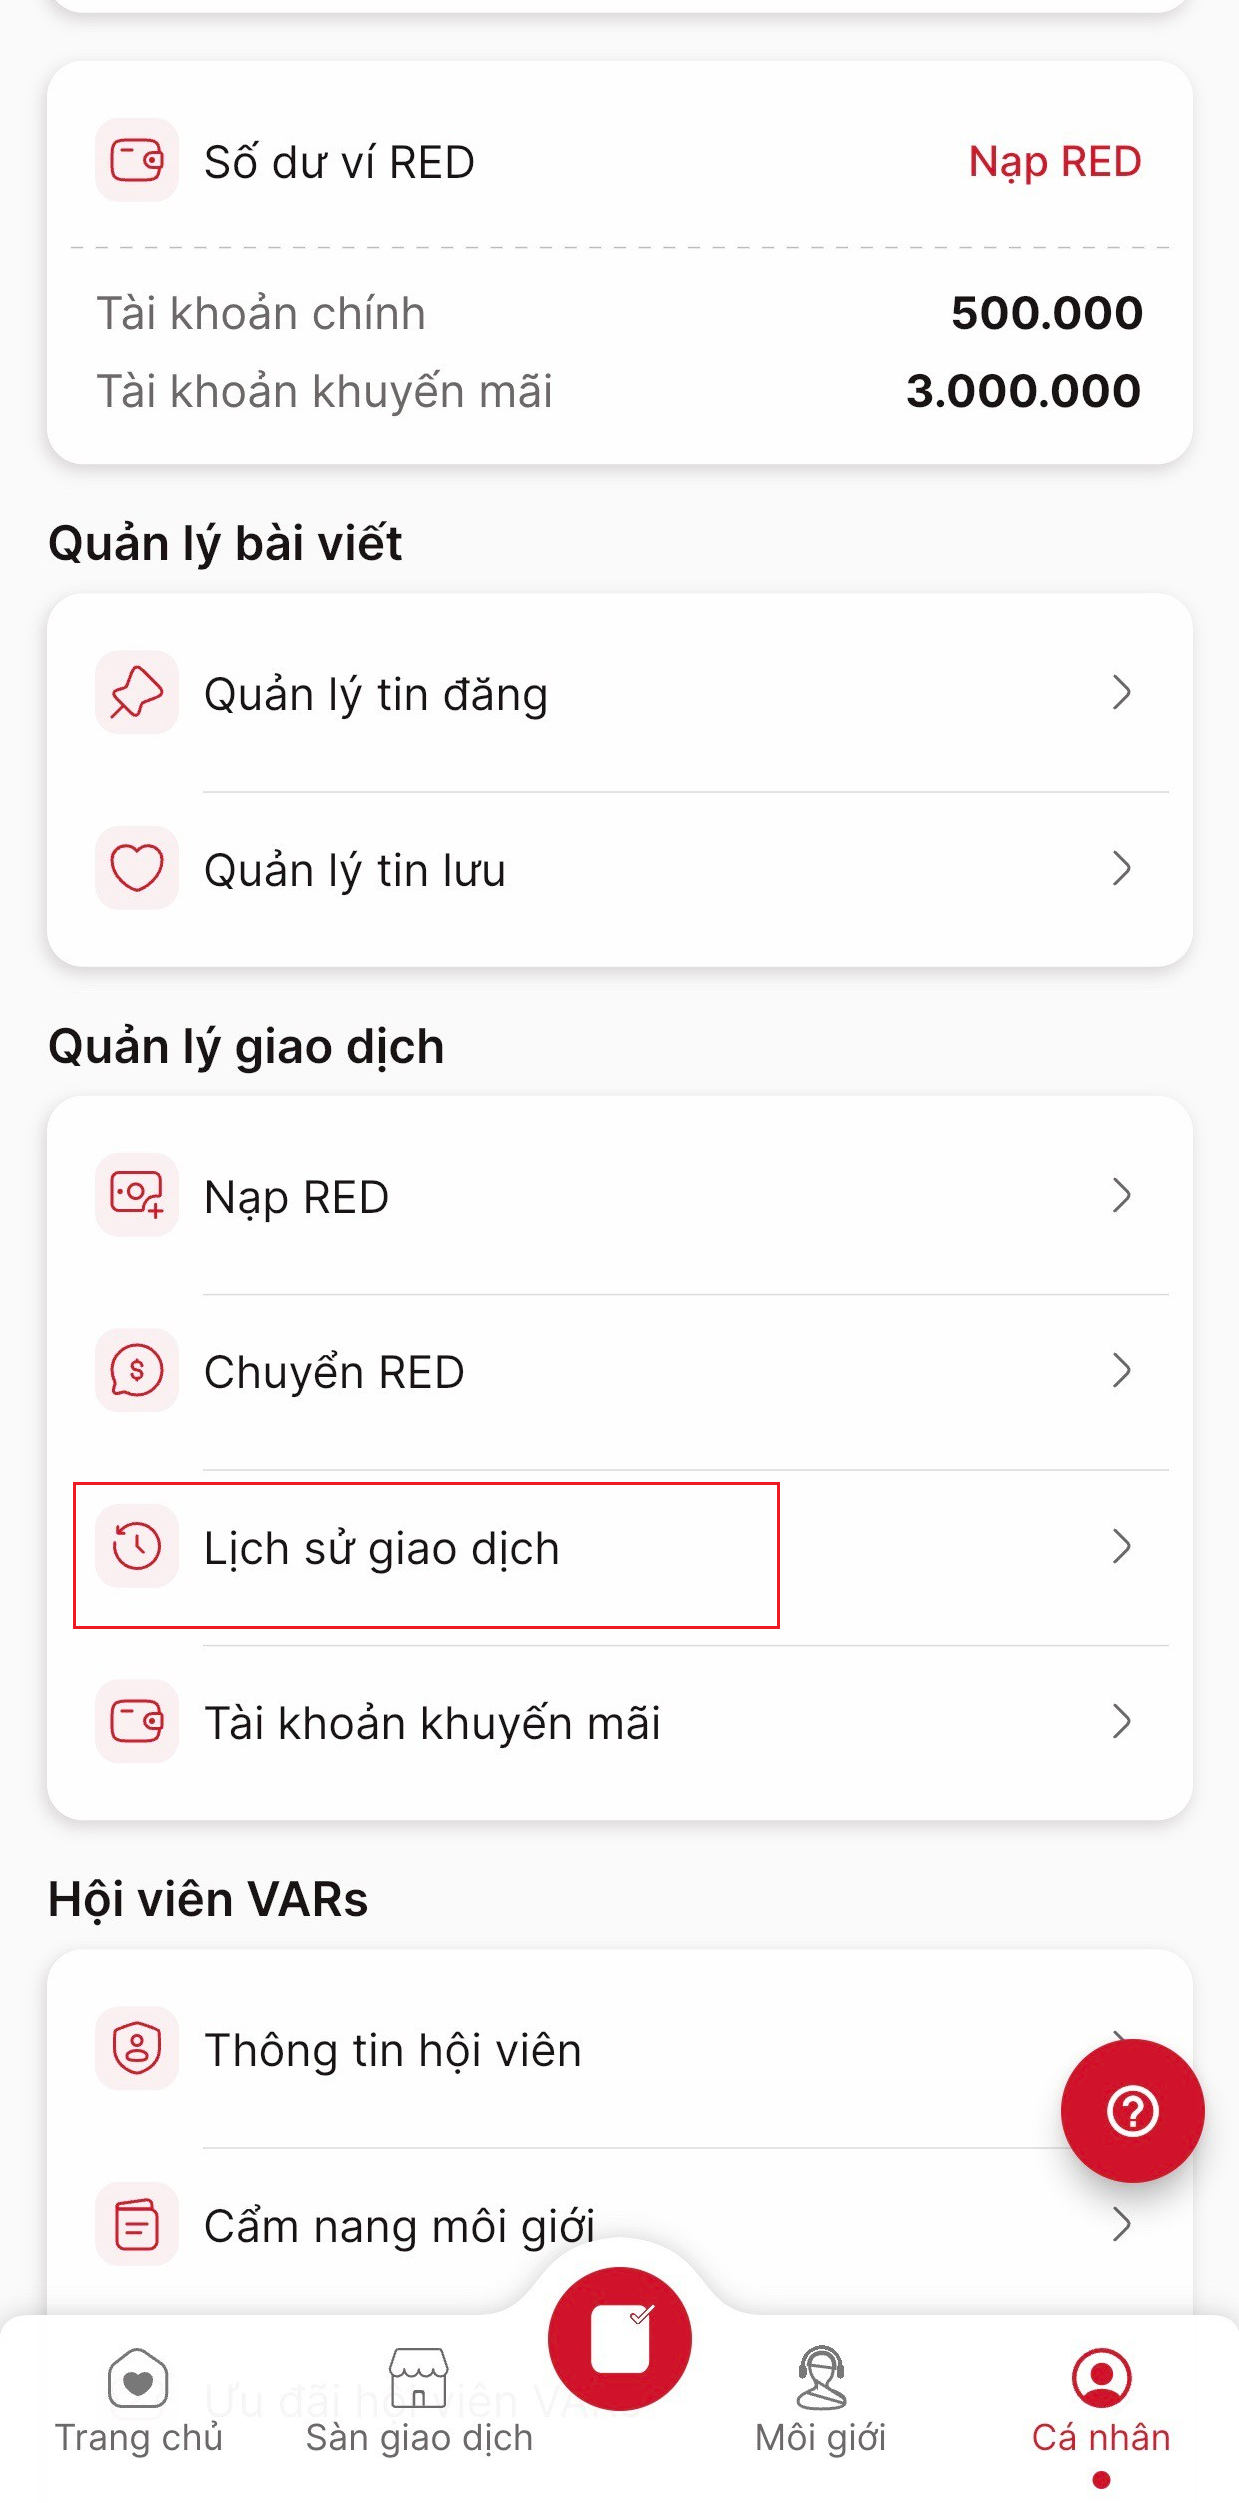 Số dư ví RED
Nạp RED
Tài khoản chính
500.000
Tài khoản khuyến mãi
3.000.000
Quản lý bài viết
Quản lý tin đăng
Quản lý tin lưu
Quản lý giao dịch
Nạp RED
Chuyển RED
Lịch sử giao dịch
Tài khoản khuyến mãi
Hội viên VARs
Thông tin hội viên
Cẩm nang môi giới
Ưu đãi hội viên
Trang chủ
Sàn giao dịch
Môi giới
Cá nhân